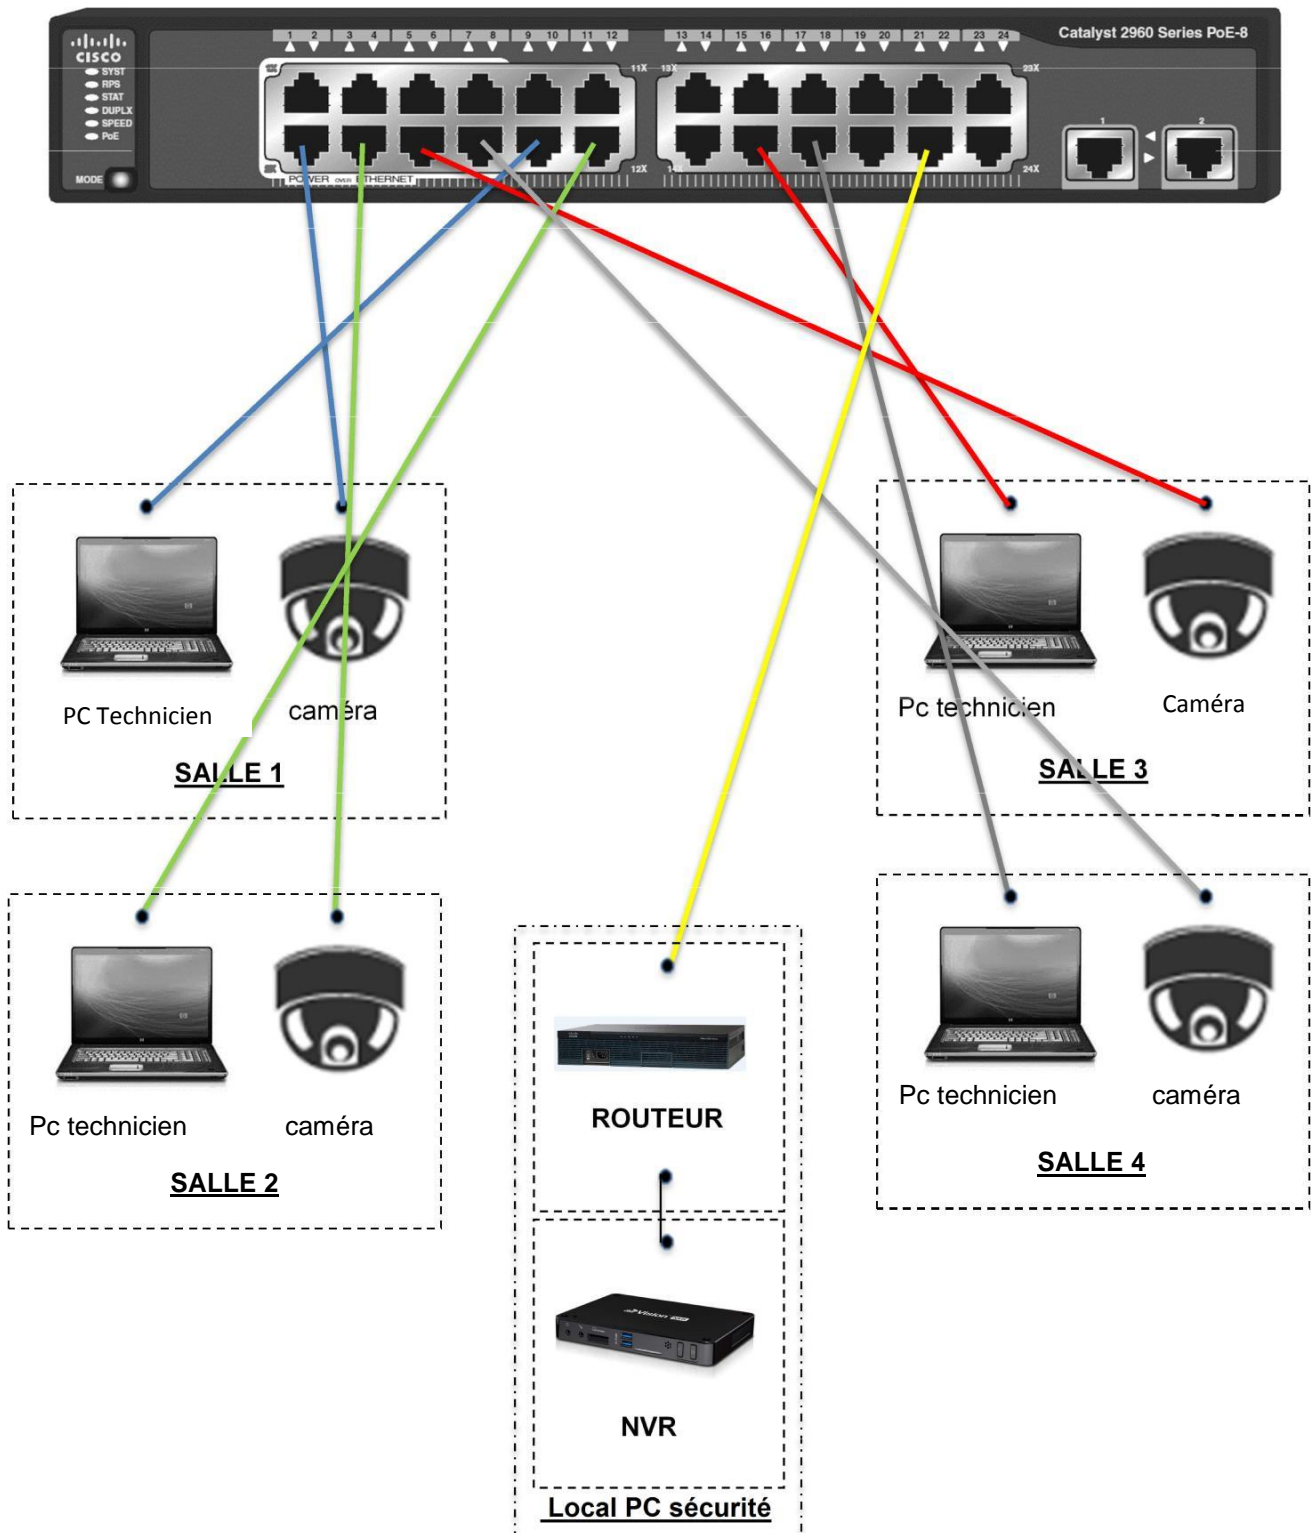 1 2 3 4 5 6 7 8 9 10 11 12 13 14 15 16 17 18 19 20 21 22 23 24
Catalyst 2960 Series PoE-8
CISCO
SYST
RPS
STAT
DUPLX
SPEED
PoE
MODE
11X 13X 23X
12X 14X 24X
POWER OVER ETHERNET
1 2
PC Technicien caméra
SALLE 1
Pc technicien Caméra
SALLE 3
Pc technicien caméra
SALLE 2
ROUTEUR
Pc technicien caméra
SALLE 4
NVR
Local PC sécurité